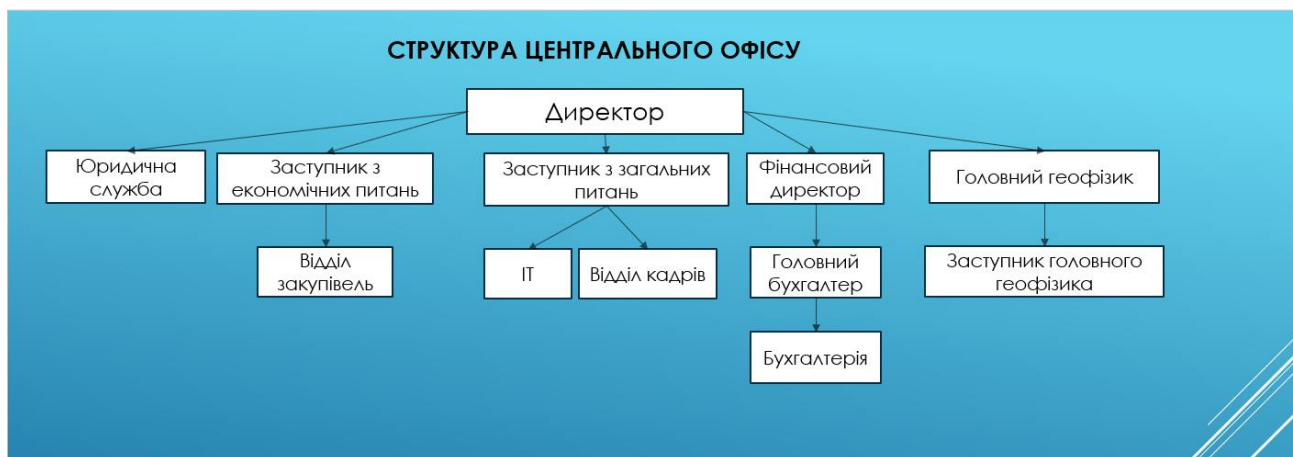 СТРУКТУРА ЦЕНТРАЛЬНОГО ОФІСУ
Директор
Юридична
служба
Заступник з
економічних питань
Заступник з загальних
питань
Фінансовий
директор
Головний геофізик
Відділ
закупівель
ІТ
Відділ кадрів
Головний
бухгалтер
Заступник головного
геофізика
Бухгалтерія